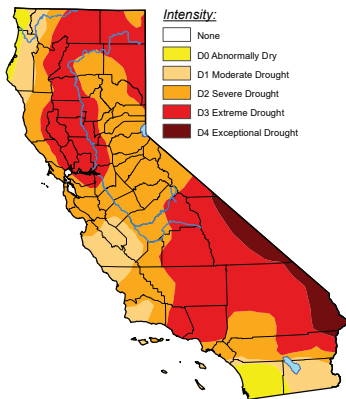 Intensity:
None
D0 Abnormally Dry
D1 Moderate Drought
D2 Severe Drought
D3 Extreme Drought
D4 Exceptional Drought